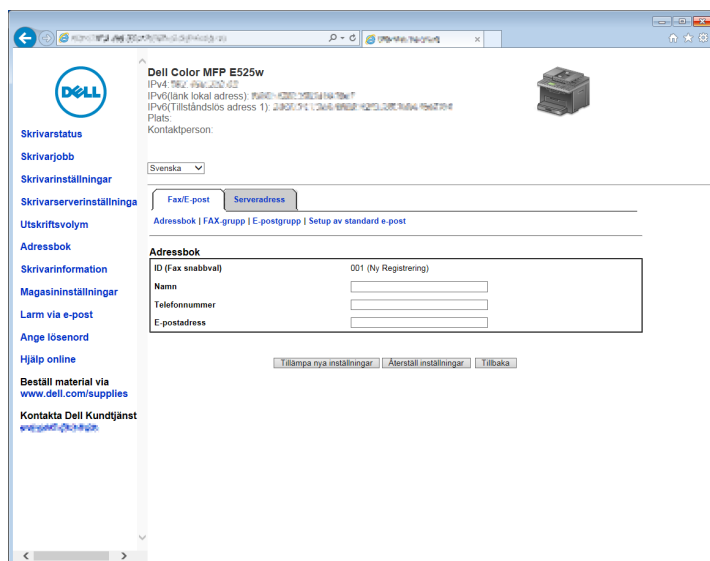 DELL
Skrivarstatus
Skrivarjobb
Skrivarinställningar
Skrivarserverinställninga
Utskriftsvolym
Adressbok
Skrivarinformation
Magasininställningar
Larm via e-post
Ange lösenord
Hjälp online
Beställ material via
www.dell.com/supplies
Kontakta Dell Kundtjänst
Dell Color MFP E525w
IPv4:
IPv6(länk lokal adress):
IPv6(Tillståndslös adress 1):
Plats:
Kontaktperson:
Svenska
Fax/E-post Serveradress
Adressbok | FAX-grupp | E-postgrupp | Setup av standard e-post
Adressbok
ID (Fax snabbval) 001 (Ny Registrering)
Namn
Telefonnummer
E-postadress
Tillämpa nya inställningar Återställ inställningar Tillbaka